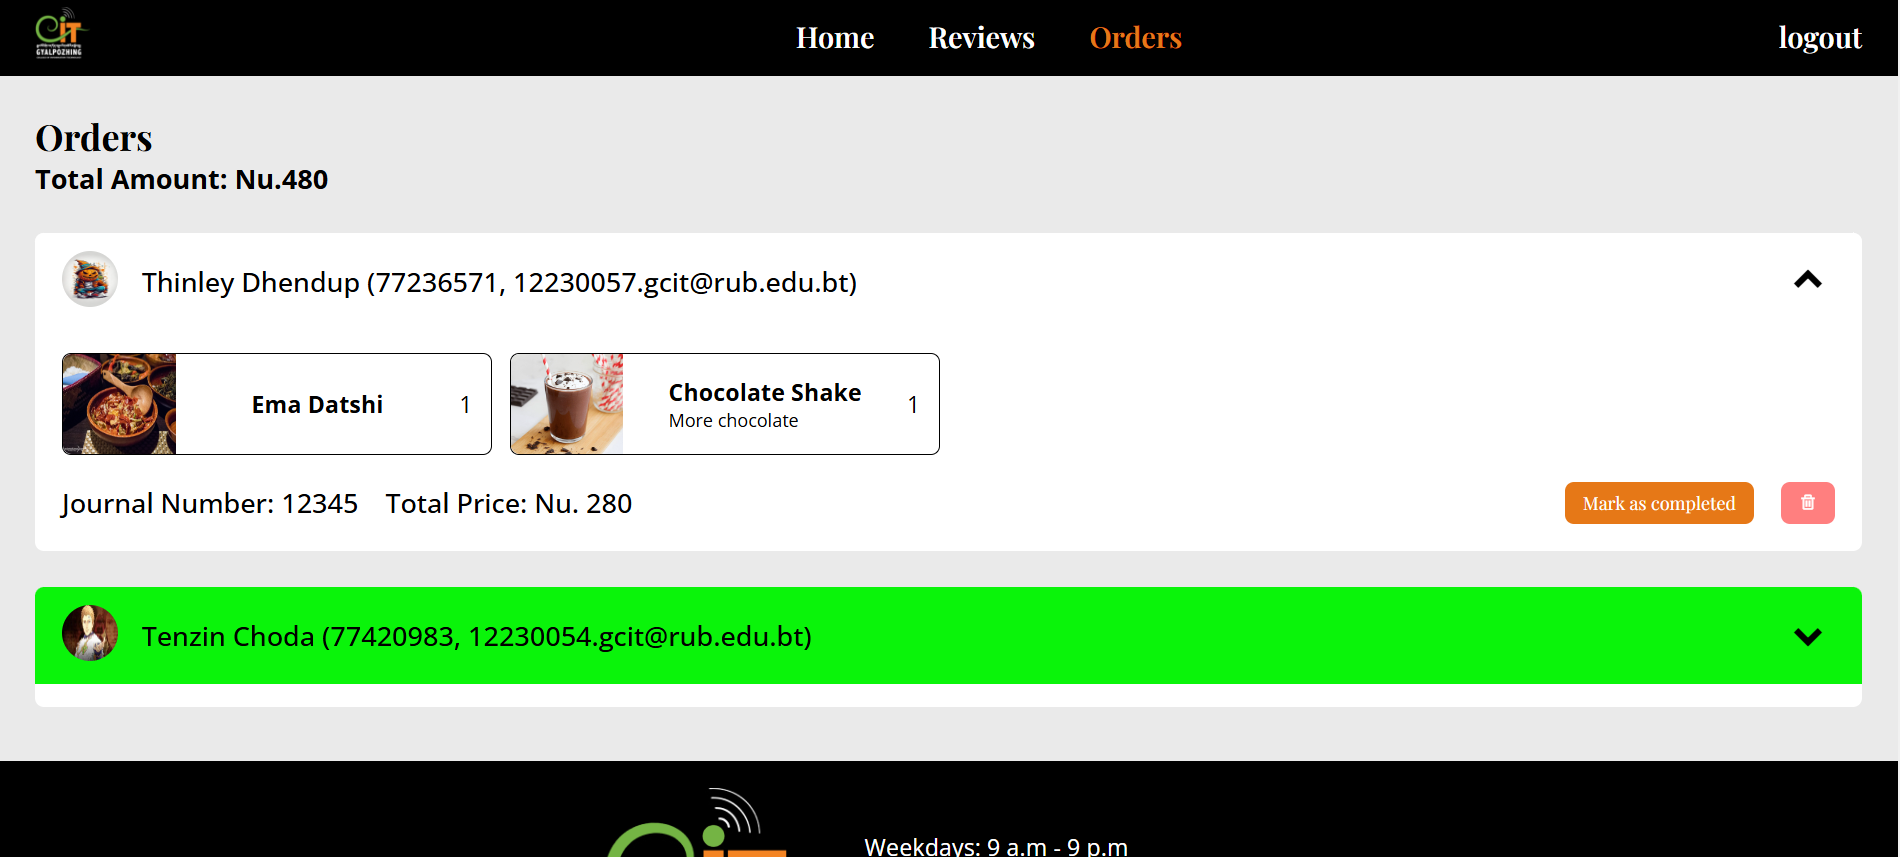 GYALPOZHING
Home Reviews Orders logout
Orders
Total Amount: Nu.480
Thinley Dhendup (77236571, 12230057.gcit@rub.edu.bt)
Ema Datshi 1
Chocolate Shake 1
More chocolate
Journal Number: 12345 Total Price: Nu. 280
Mark as completed
Tenzin Choda (77420983, 12230054.gcit@rub.edu.bt)
Weekdays: 9 a.m - 9 p.m